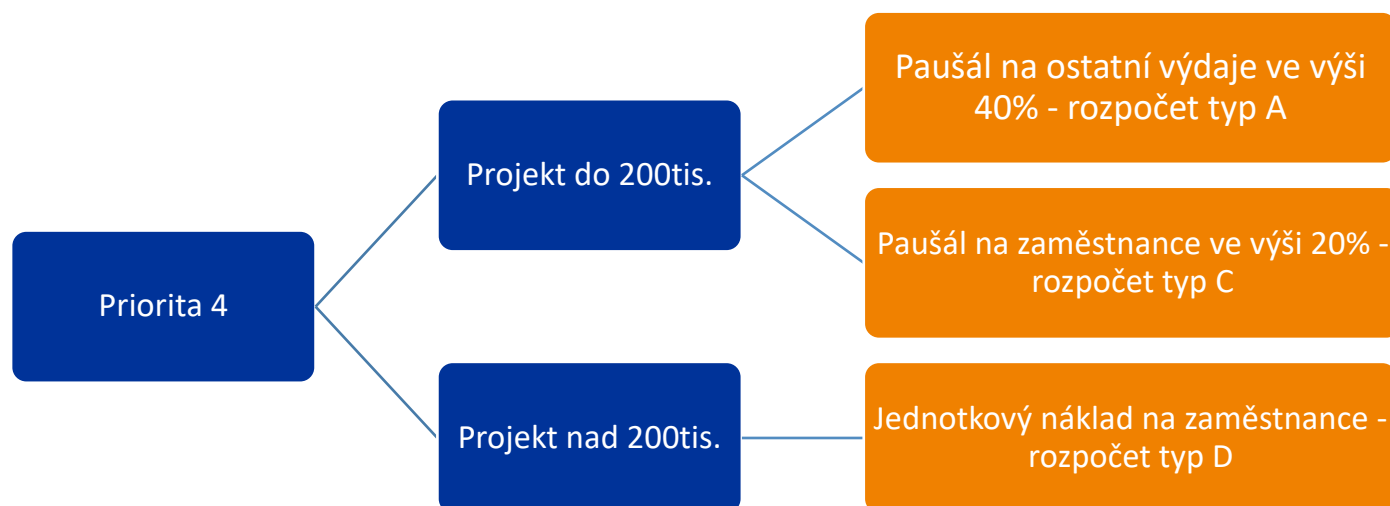 Priorita 4
Projekt do 200tis.
Paušál na ostatní výdaje ve výši
40% - rozpočet typ A
Paušál na zaměstnance ve výši 20% -
rozpočet typ C
Projekt nad 200tis.
Jednotkový náklad na zaměstnance -
rozpočet typ D